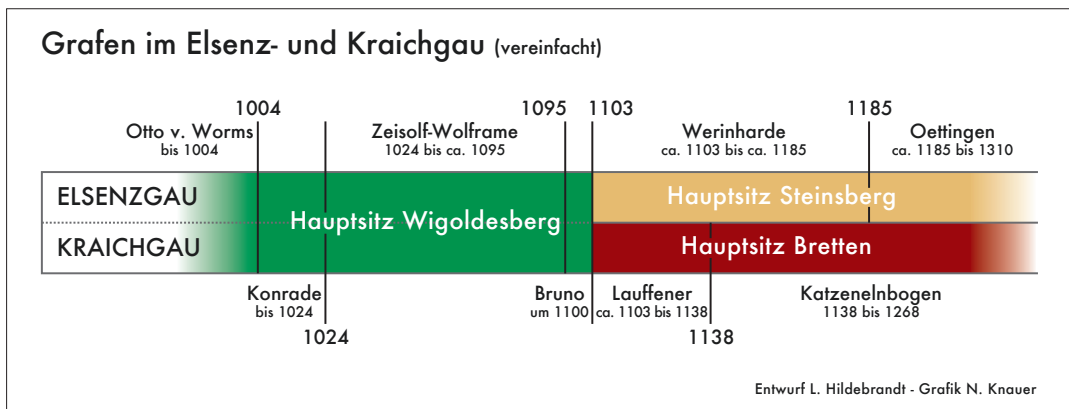 Grafen im Elsenz- und Kraichgau (vereinfacht)
1004
1095
1103
1185
Otto v. Worms
bis 1004
Zeisolf-Wolframe
1024 bis ca. 1095
Werinharde
ca. 1103 bis ca. 1185
Oettingen
ca. 1185 bis 1310
ELSENZGAU
Hauptsitz Steinsberg
Hauptsitz Wigoldesberg
KRAICHGAU
Hauptsitz Bretten
Konrade
bis 1024
Bruno
um 1100
Lauffener
ca. 1103 bis 1138
Katzenelnbogen
1138 bis 1268
1024
1138
Entwurf L. Hildebrandt - Grafik N. Knauer